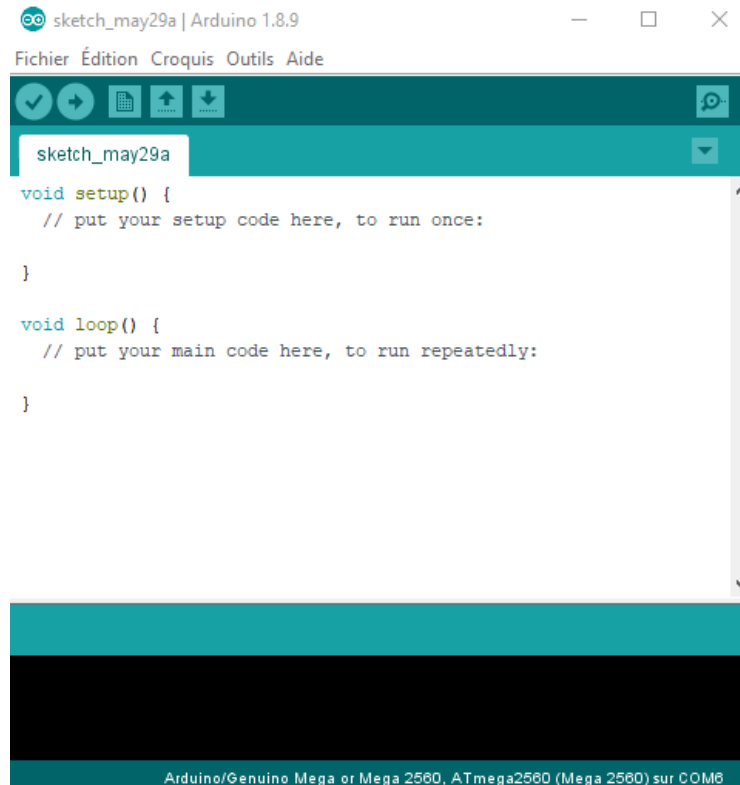 sketch_may29a | Arduino 1.8.9
Fichier Édition Croquis Outils Aide
sketch_may29a
void setup() {
  // put your setup code here, to run once:
}
void loop() {
  // put your main code here, to run repeatedly:
}
Arduino/Genuino Mega or Mega 2560, ATmega2560 (Mega 2560) sur COM6